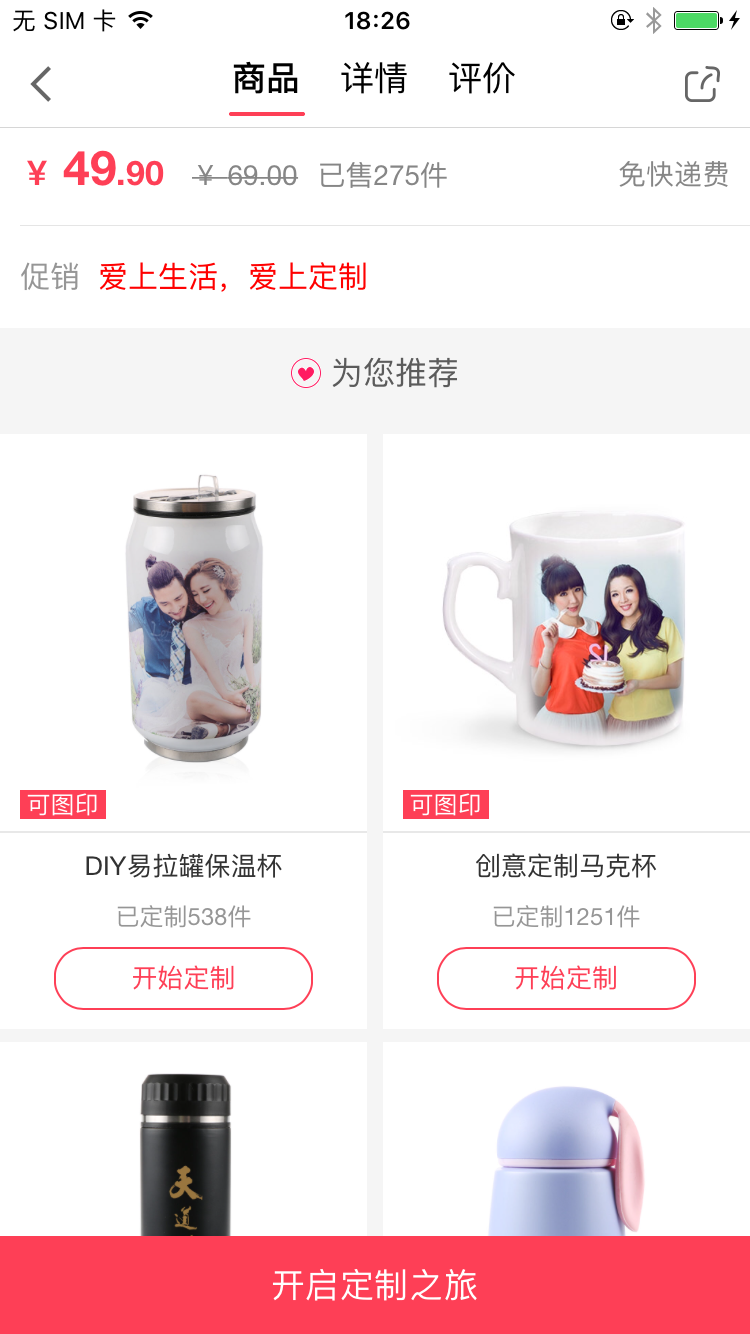 无 SIM 卡 18:26
商品 详情 评价
¥ 49.90 ¥ 69.00 已售275件 免快递费
促销 爱上生活，爱上定制
为您推荐
可图印 可图印
DIY易拉罐保温杯 创意定制马克杯
已定制538件 已定制1251件
开始定制 开始定制
天
道
开启定制之旅